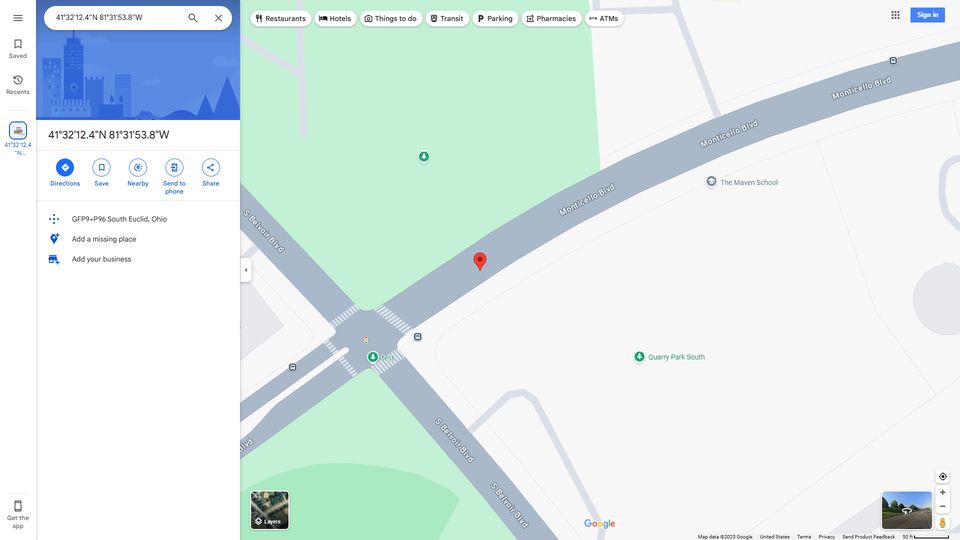 41°32'12.4"N 81°31'53.8"W
Restaurants
Hotels
Things to do
Transit
Parking
Pharmacies
ATMs
Sign in
Saved
Recents
41°32'12.4
"N...
41°32'12.4"N 81°31'53.8"W
Directions
Save
Nearby
Send to
phone
Share
GFP9+P96 South Euclid, Ohio
Add a missing place
Add your business
Get the
app
Monticello Blvd
Monticello Blvd
Monticello Blvd
The Maven School
S Belvoir Blvd
Quarry Park South
S Belvoir Blvd
S Belvoir Blvd
Blvd
Layers
Google
Map data ©2025 Google
United States
Terms
Privacy
Send Product Feedback
50 ft